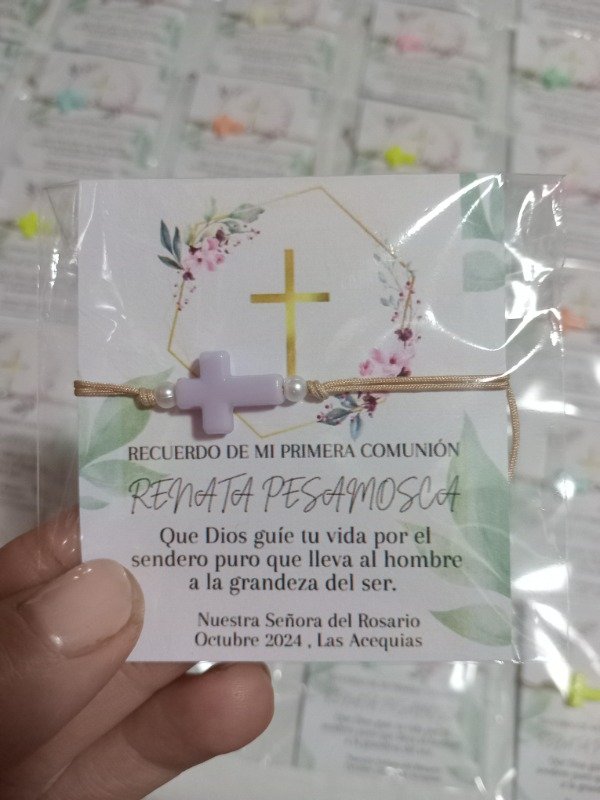 RECUERDO DE MI PRIMERA COMUNIÓN
RENATA PESAMOSCA
Que Dios guíe tu vida por el
sendero puro que lleva al hombre
a la grandeza del ser.
Nuestra Señora del Rosario
Octubre 2024 , Las Acequias